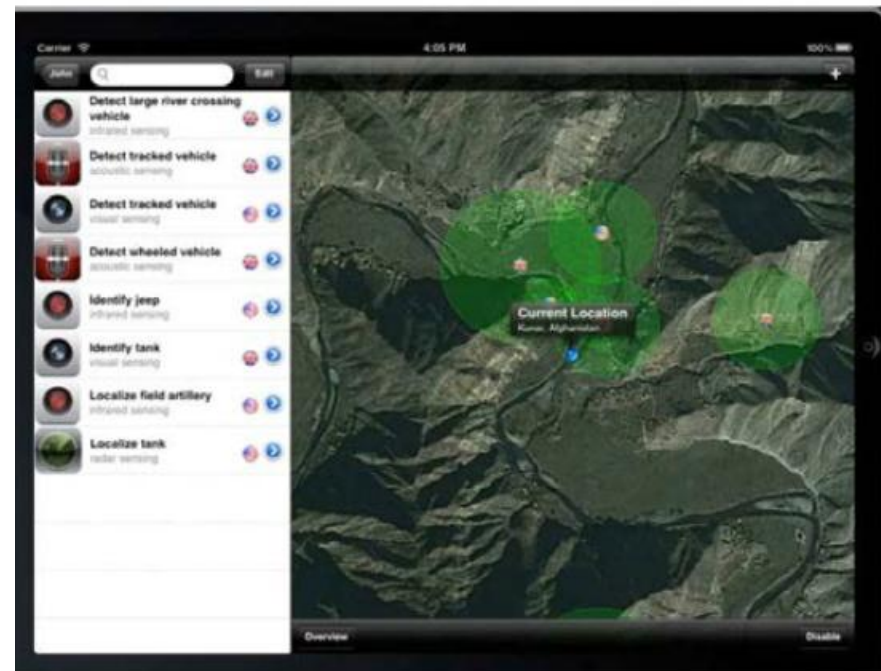 Carrier
4:05 PM
100%
John
Edit
+
Detect large river crossing
vehicle
infrared sensing
Detect tracked vehicle
acoustic sensing
Detect tracked vehicle
visual sensing
Detect wheeled vehicle
acoustic sensing
Identify jeep
infrared sensing
Identify tank
visual sensing
Localize field artillery
infrared sensing
Localize tank
radar sensing
Current Location
Kunar, Afghanistan
Overview
Disable